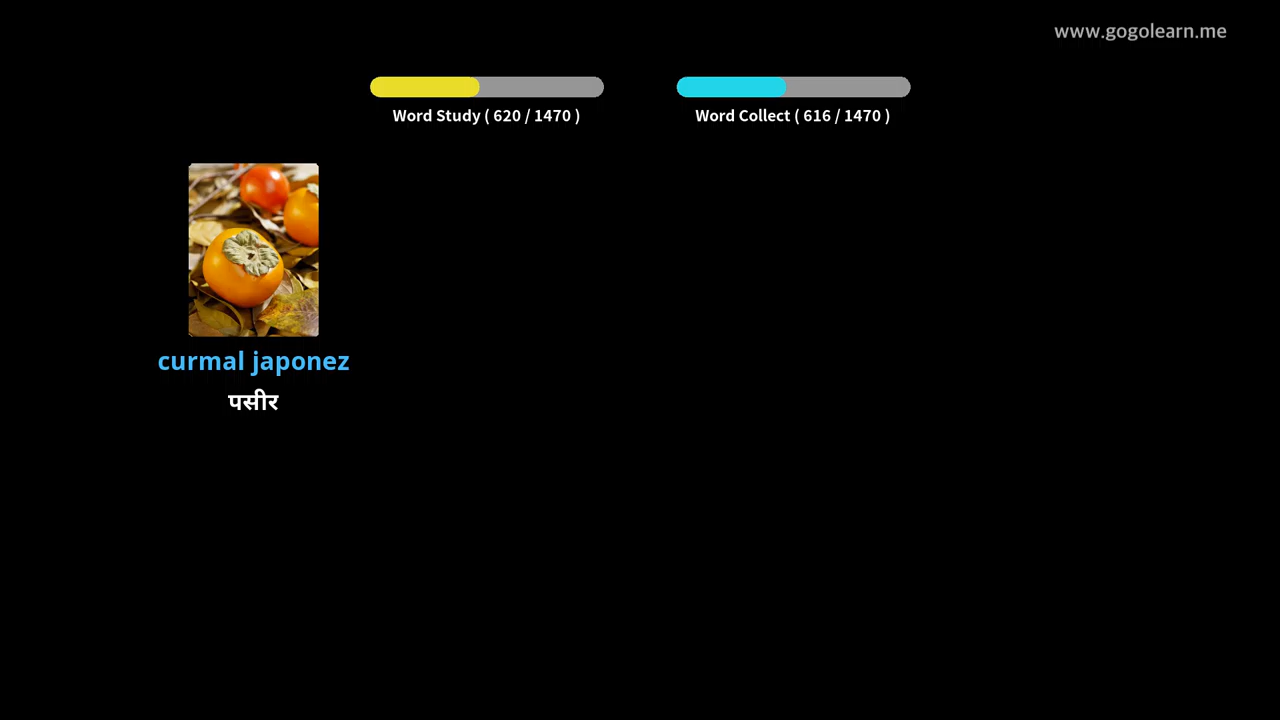 www.gogolearn.me
Word Study ( 620 / 1470 )
Word Collect ( 616 / 1470 )
curmal japonez
पसीर